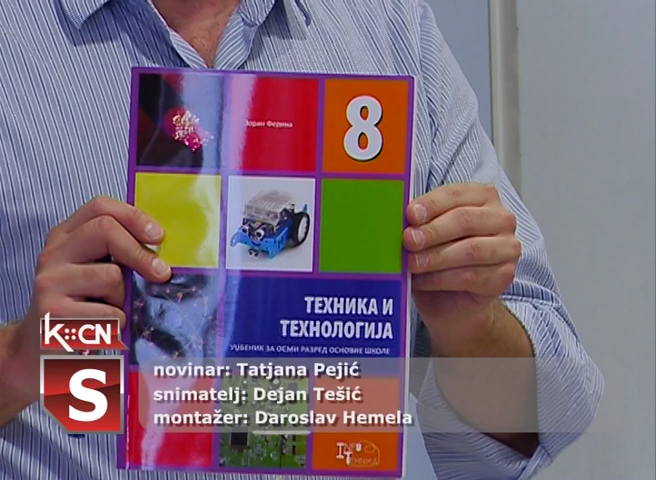 Зоран Ферина
8
ТЕХНИКА И
ТЕХНОЛОГИЈА
УЏБЕНИК ЗА ОСМИ РАЗРЕД ОСНОВНЕ ШКОЛЕ
K::CN
S
novinar: Tatjana Pejić
snimatelj: Dejan Tešić
montažer: Daroslav Hemela